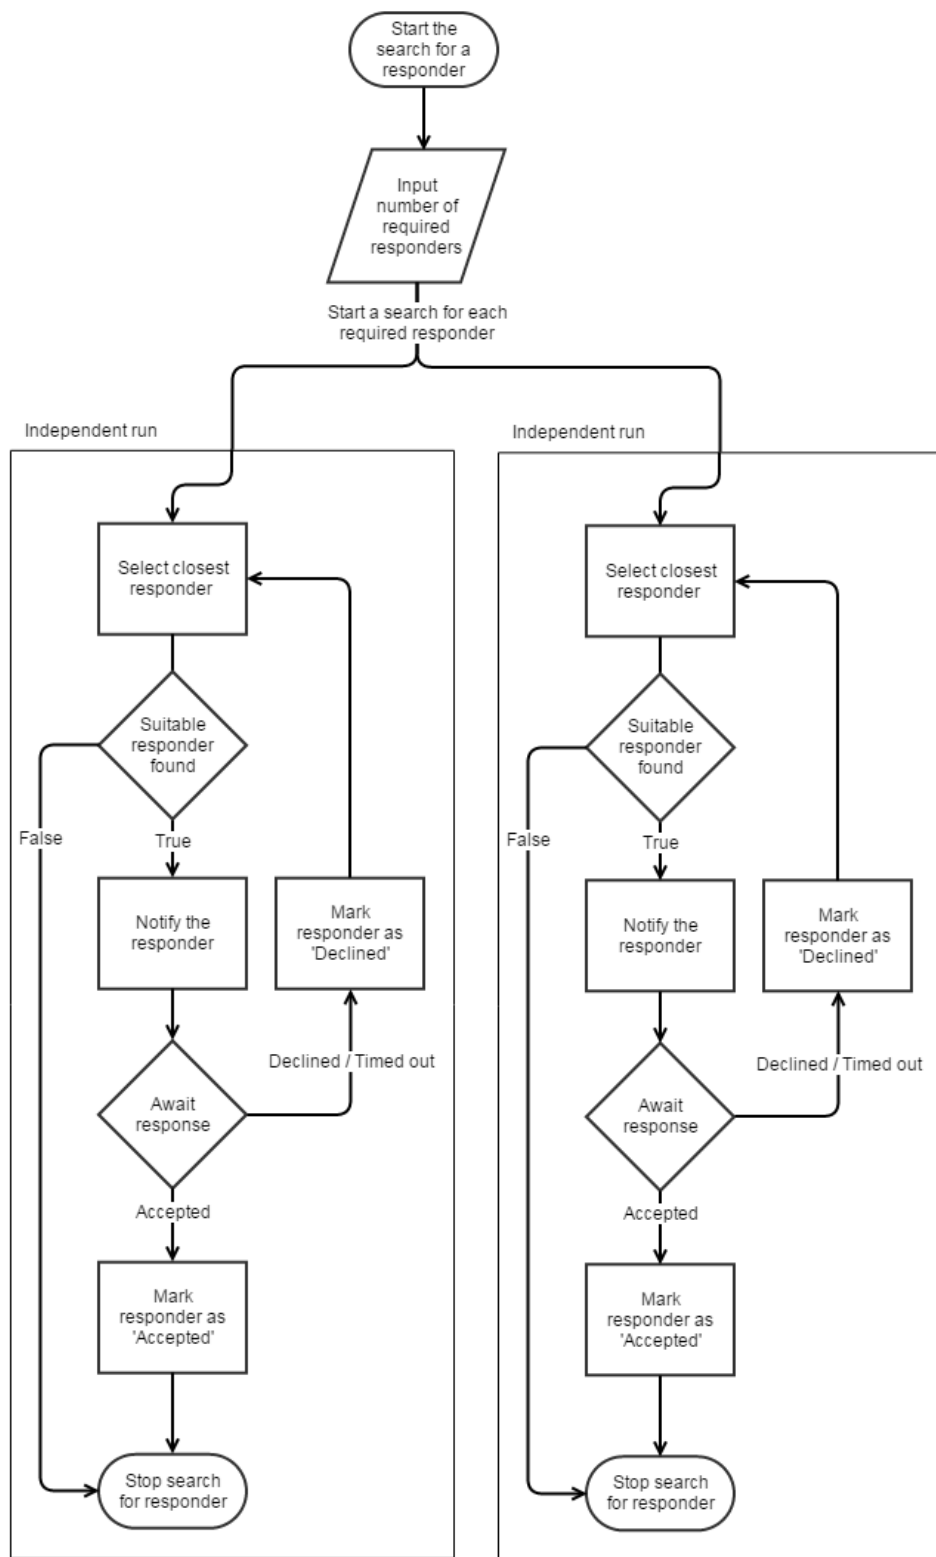 Start the
search for a
responder
Input
number of
required
responders
Start a search for each
required responder
Independent run
Select closest
responder
Suitable
responder
found
False
True
Notify the
responder
Mark
responder as
'Declined'
Declined / Timed out
Await
response
Accepted
Mark
responder as
'Accepted'
Stop search
for responder
Independent run
Select closest
responder
Suitable
responder
found
False
True
Notify the
responder
Mark
responder as
'Declined'
Declined / Timed out
Await
response
Accepted
Mark
responder as
'Accepted'
Stop search
for responder